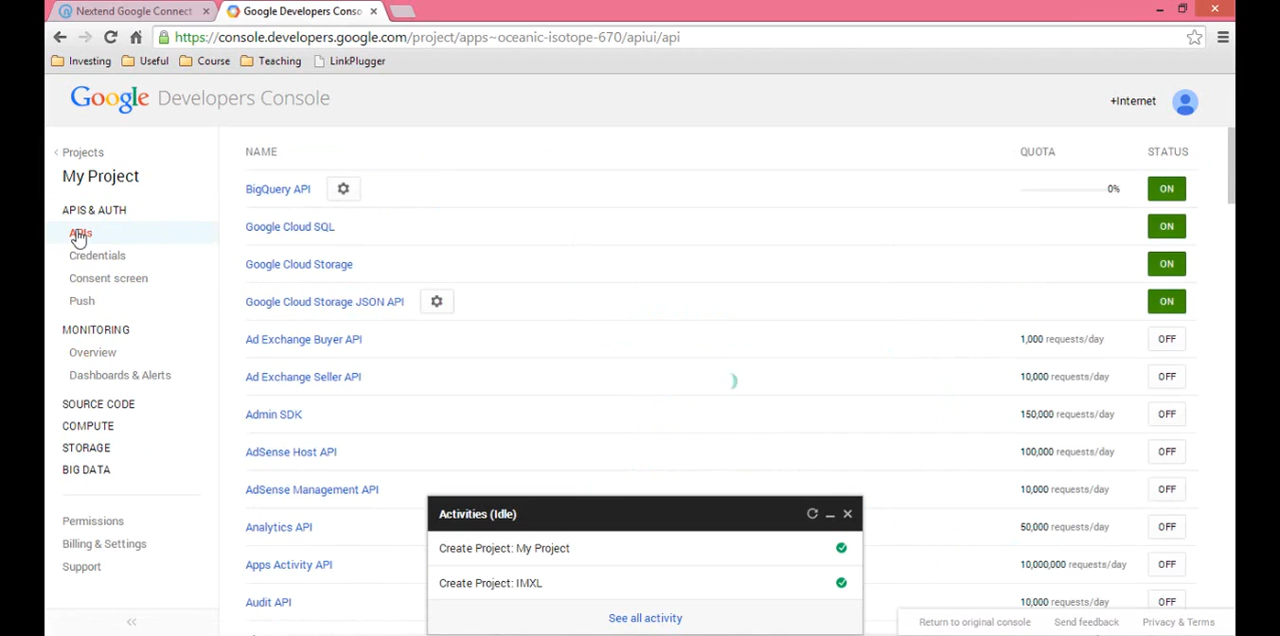 Nextend Google Connect
Google Developers Conso
https://console.developers.google.com/project/apps~oceanic-isotope-670/apiui/api
Investing Useful Course Teaching LinkPlugger
Google Developers Console
+Internet
Projects
My Project
APIS & AUTH
APIs
Credentials
Consent screen
Push
MONITORING
Overview
Dashboards & Alerts
SOURCE CODE
COMPUTE
STORAGE
BIG DATA
Permissions
Billing & Settings
Support
NAME QUOTA STATUS
BigQuery API 0% ON
Google Cloud SQL ON
Google Cloud Storage ON
Google Cloud Storage JSON API ON
Ad Exchange Buyer API 1,000 requests/day OFF
Ad Exchange Seller API 10,000 requests/day OFF
Admin SDK 150,000 requests/day OFF
AdSense Host API 100,000 requests/day OFF
AdSense Management API 10,000 requests/day OFF
Analytics API 50,000 requests/day OFF
Apps Activity API 10,000,000 requests/day OFF
Audit API 10,000 requests/day OFF
Activities (Idle)
Create Project: My Project
Create Project: IMXL
See all activity
Return to original console Send feedback Privacy & Terms